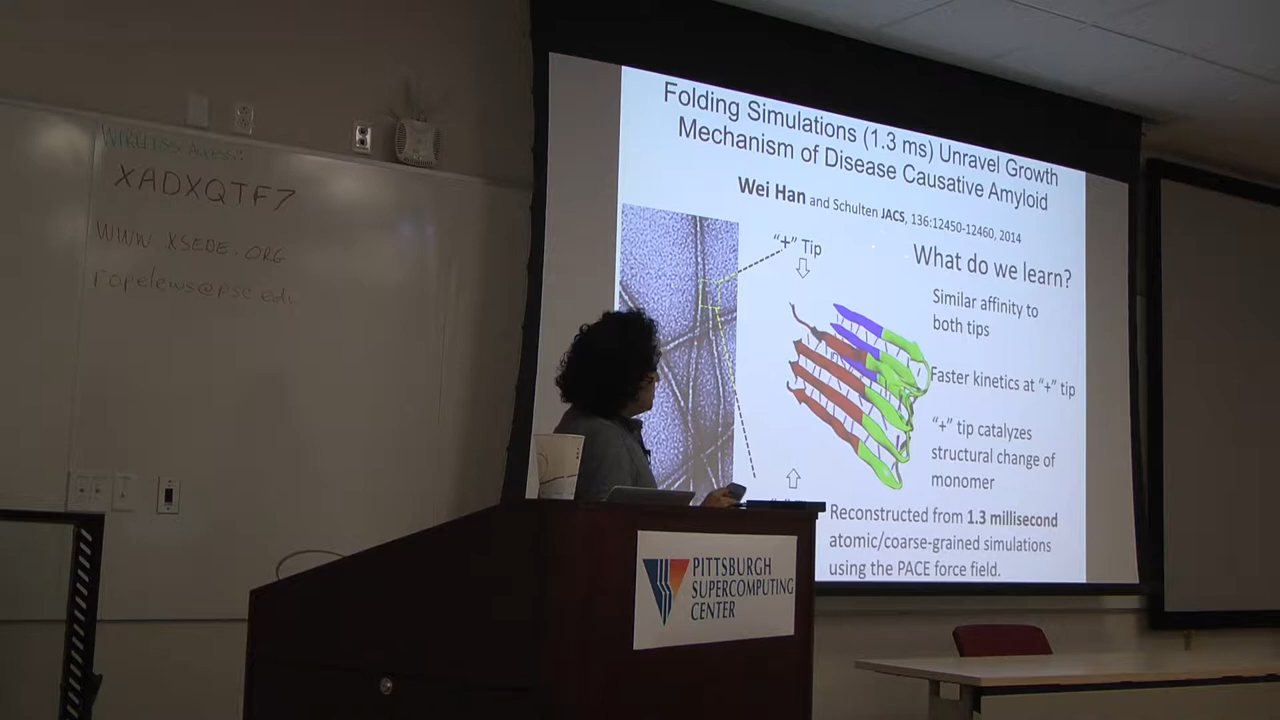 WIRELESS ACCESS:
XADXQTF7
WWW.XSEDE.ORG
ropelews@psc.edu
Folding Simulations (1.3 ms) Unravel Growth
Mechanism of Disease Causative Amyloid
Wei Han and Schulten JACS, 136:12450-12460, 2014
"+" Tip
What do we learn?
Similar affinity to
both tips
Faster kinetics at "+" tip
"+" tip catalyzes
structural change of
monomer
Reconstructed from 1.3 millisecond
atomic/coarse-grained simulations
using the PACE force field.
PITTSBURGH
SUPERCOMPUTING
CENTER